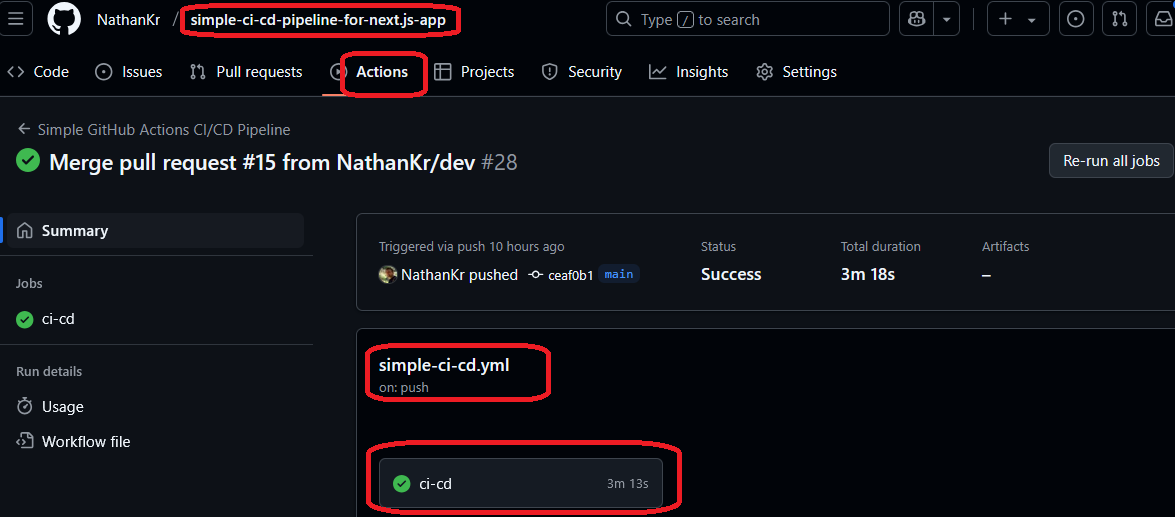 NathanKr / simple-ci-cd-pipeline-for-next.js-app
Type / to search
Code
Issues
Pull requests
Actions
Projects
Security
Insights
Settings
Simple GitHub Actions CI/CD Pipeline
Merge pull request #15 from NathanKr/dev #28
Re-run all jobs
Summary
Jobs
ci-cd
Run details
Usage
Workflow file
Triggered via push 10 hours ago
NathanKr pushed ceaf0b1 main
Status
Success
Total duration
3m 18s
Artifacts
–
simple-ci-cd.yml
on: push
ci-cd 3m 13s